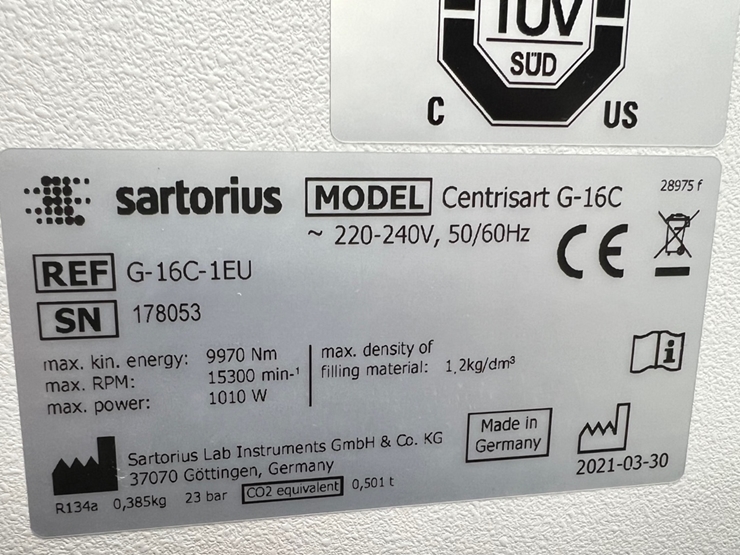 TÜV
SÜD
C US
sartorius MODEL Centrisart G-16C 28975 f
~ 220-240V, 50/60Hz
CE
REF G-16C-1EU
SN 178053
max. kin. energy: 9970 Nm
max. RPM: 15300 min-¹
max. power: 1010 W
max. density of
filling material: 1,2kg/dm³
Sartorius Lab Instruments GmbH & Co. KG
37070 Göttingen, Germany
Made in
Germany
2021-03-30
R134a 0,385kg 23 bar CO2 equivalent 0,501 t